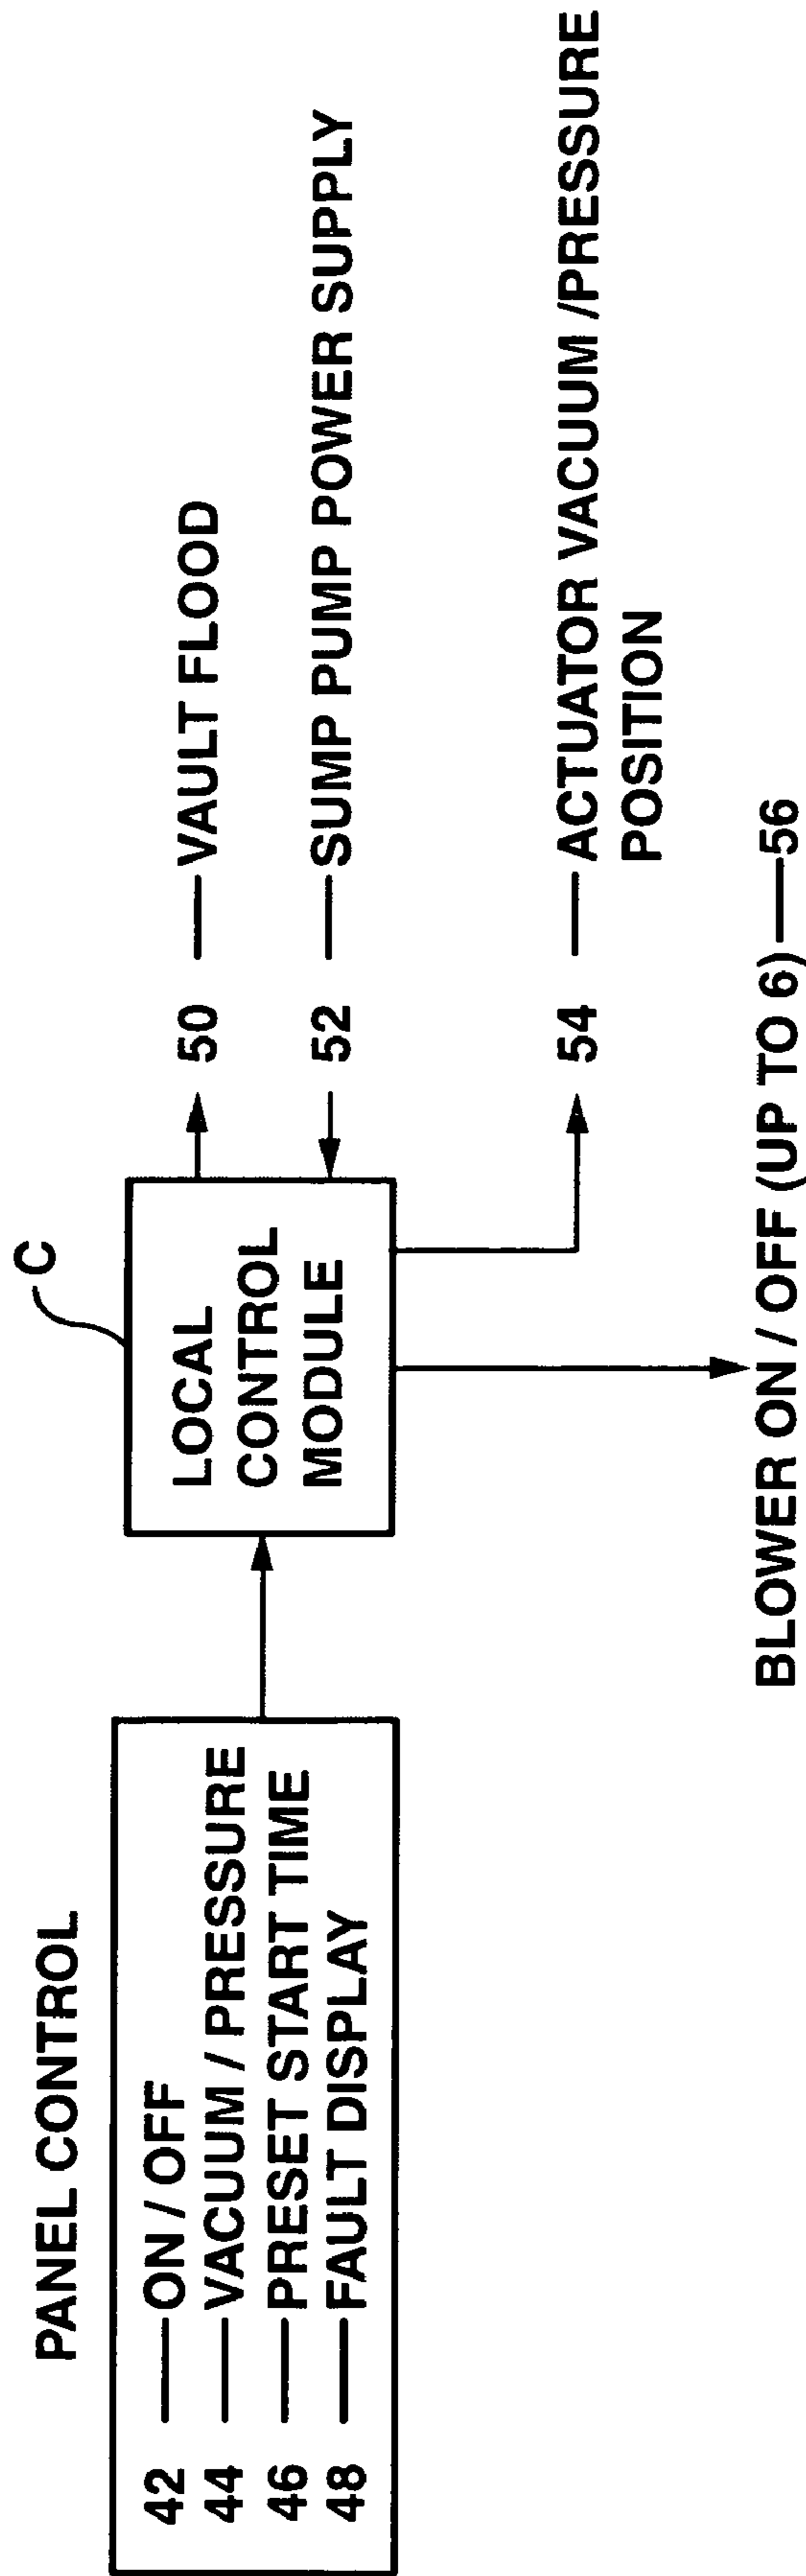 PANEL CONTROL
42 — ON / OFF
44 — VACUUM / PRESSURE
46 — PRESET START TIME
48 — FAULT DISPLAY
C
LOCAL
CONTROL
MODULE
50 — VAULT FLOOD
52 — SUMP PUMP POWER SUPPLY
54 — ACTUATOR VACUUM /PRESSURE
POSITION
BLOWER ON / OFF (UP TO 6) — 56